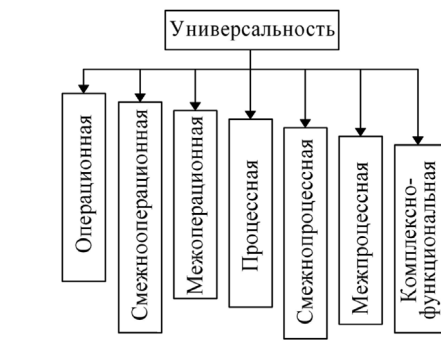 Универсальность
Операционная
Смежнооперационная
Межоперационная
Процессная
Смежнопроцессная
Межпроцессная
Комплексно-
функциональная